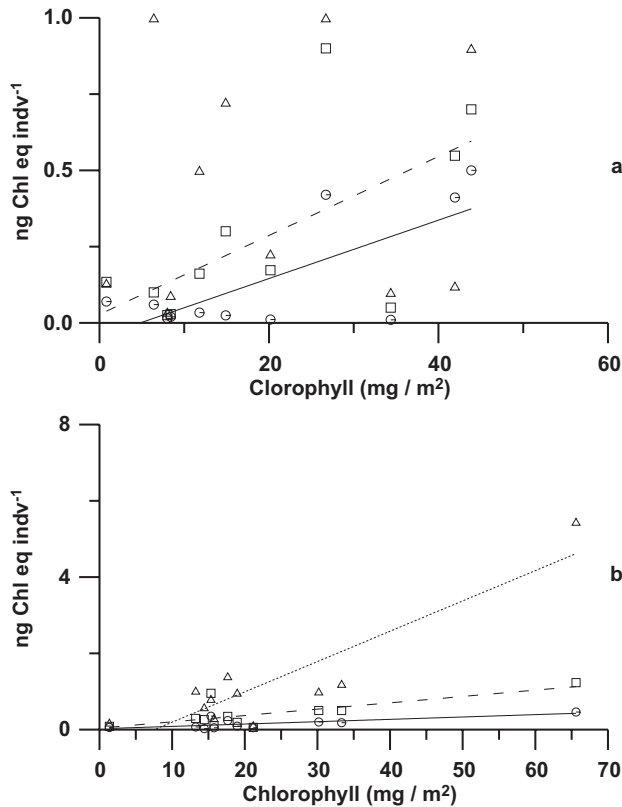 1.0
0.5
0.0
ng Chl eq indv-1
a
0 20 40 60
Clorophyll (mg / m2)
8
4
0
ng Chl eq indv-1
b
0 10 20 30 40 50 60 70
Chlorophyll (mg / m2)